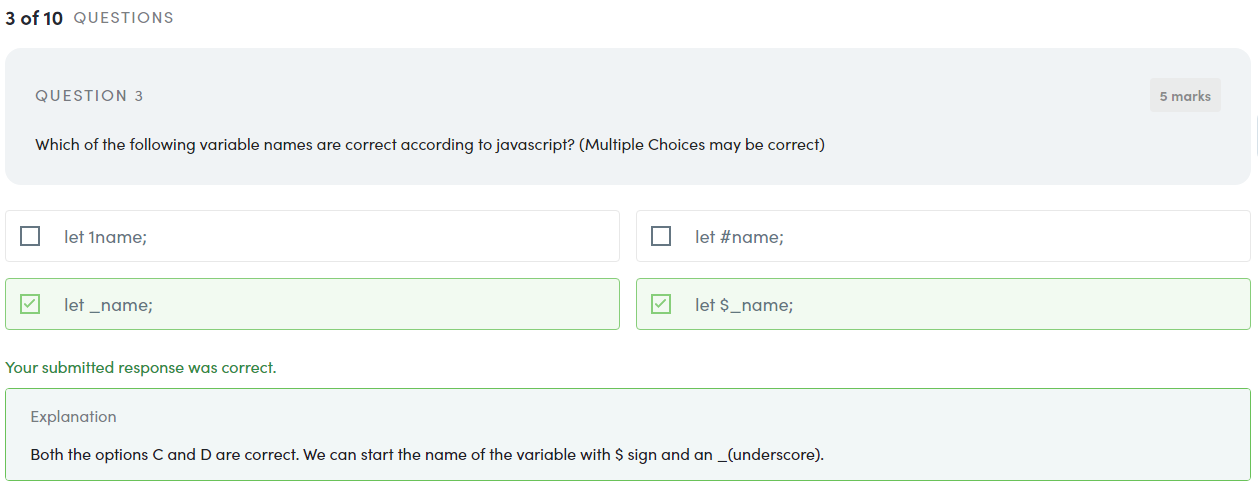 3 of 10 QUESTIONS
QUESTION 3
5 marks
Which of the following variable names are correct according to javascript? (Multiple Choices may be correct)
let 1name;
let #name;
let _name;
let $_name;
Your submitted response was correct.
Explanation
Both the options C and D are correct. We can start the name of the variable with $ sign and an _(underscore).